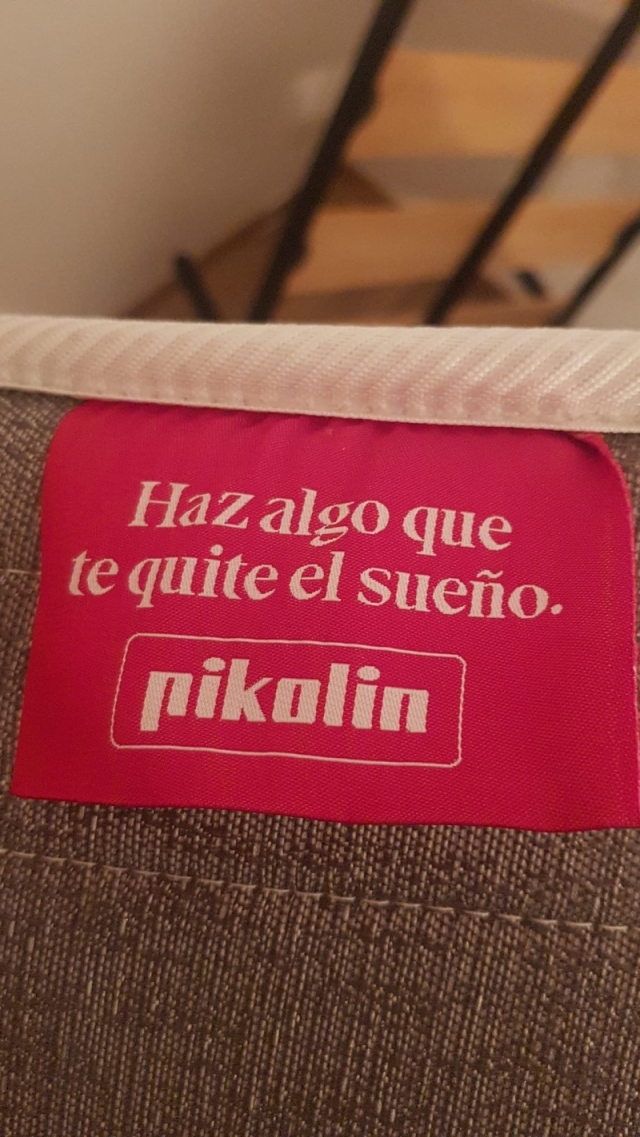 Haz algo que
te quite el sueño.
pikolin